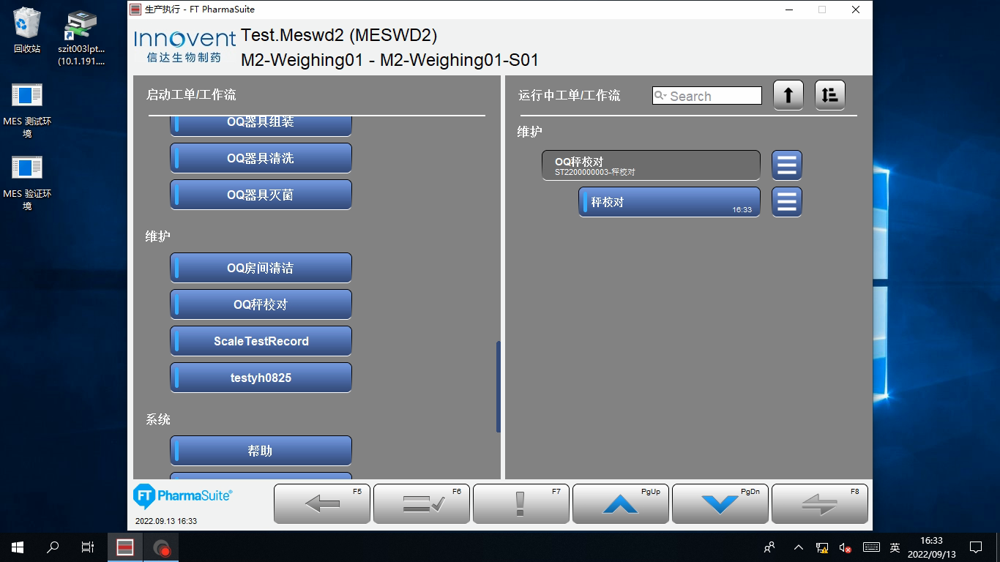 回收站
szit003lpt...
(10.1.191....
MES 测试环
境
MES 验证环
境
生产执行 - FT PharmaSuite
Innovent
信达生物制药
Test.Meswd2 (MESWD2)
M2-Weighing01 - M2-Weighing01-S01
启动工单/工作流
OQ器具组装
OQ器具清洗
OQ器具灭菌
维护
OQ房间清洁
OQ秤校对
ScaleTestRecord
testyh0825
系统
帮助
运行中工单/工作流
Search
维护
OQ秤校对
ST2200000003-秤校对
秤校对
16:33
FT PharmaSuite®
2022.09.13 16:33
F5
F6
F7
PgUp
PgDn
F8
英
16:33
2022/09/13